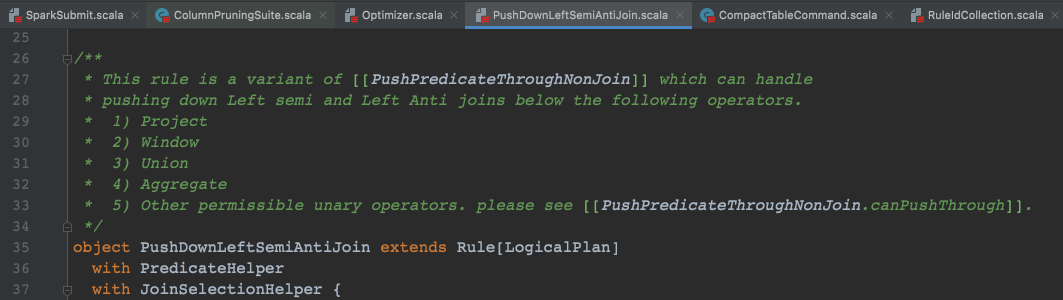 SparkSubmit.scala × ColumnPruningSuite.scala × Optimizer.scala × PushDownLeftSemiAntiJoin.scala × CompactTableCommand.scala × RuleIdCollection.scala ×
25
26 /**
27 * This rule is a variant of [[PushPredicateThroughNonJoin]] which can handle
28 * pushing down Left semi and Left Anti joins below the following operators.
29 * 1) Project
30 * 2) Window
31 * 3) Union
32 * 4) Aggregate
33 * 5) Other permissible unary operators. please see [[PushPredicateThroughNonJoin.canPushThrough]].
34 */
35 object PushDownLeftSemiAntiJoin extends Rule[LogicalPlan]
36 with PredicateHelper
37 with JoinSelectionHelper {